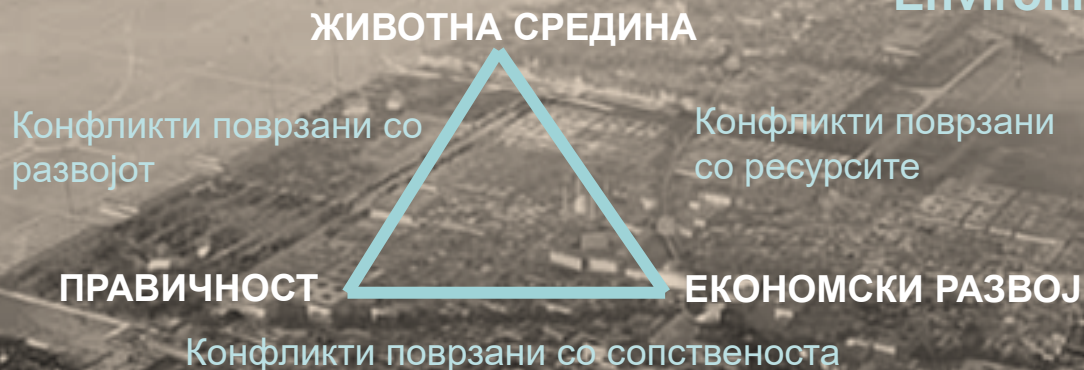 ЖИВОТНА СРЕДИНА
Конфликти поврзани со
развојот
Конфликти поврзани
со ресурсите
ПРАВИЧНОСТ
ЕКОНОМСКИ РАЗВОЈ
Конфликти поврзани со сопственоста